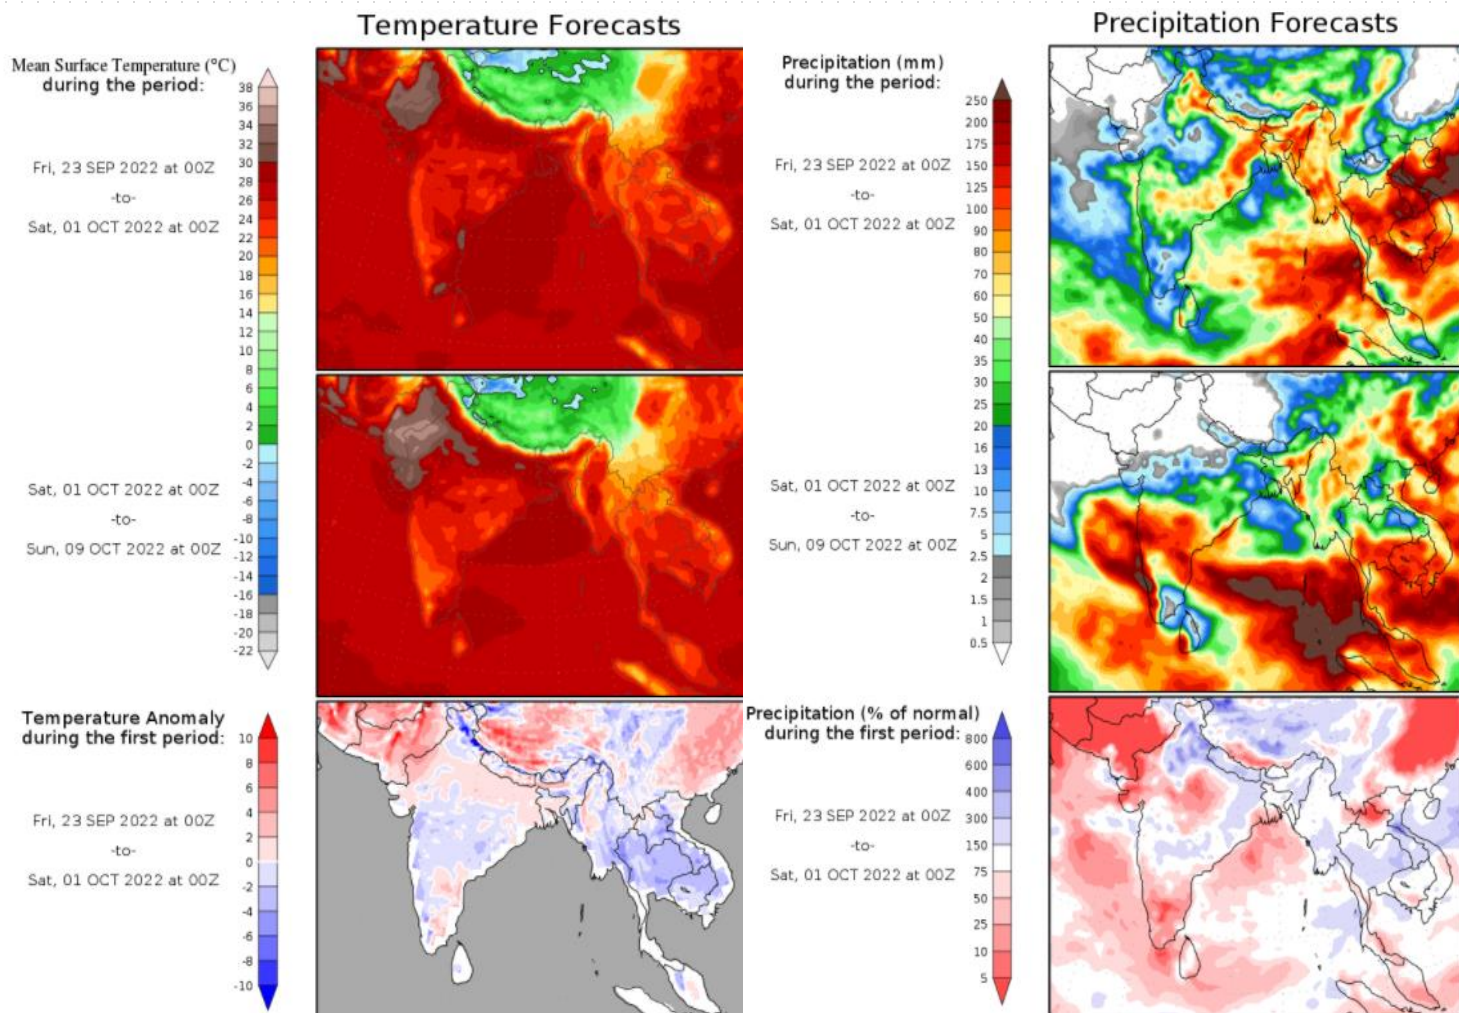 Temperature Forecasts
Mean Surface Temperature (°C)
during the period:
38
36
34
32
30
28
26
24
22
20
18
16
14
12
10
8
6
4
2
0
-2
-4
-6
-8
-10
-12
-14
-16
-18
-20
-22
Fri, 23 SEP 2022 at 00Z
-to-
Sat, 01 OCT 2022 at 00Z
Sat, 01 OCT 2022 at 00Z
-to-
Sun, 09 OCT 2022 at 00Z
Temperature Anomaly
during the first period:
10
8
6
4
2
0
-2
-4
-6
-8
-10
Fri, 23 SEP 2022 at 00Z
-to-
Sat, 01 OCT 2022 at 00Z
Precipitation Forecasts
Precipitation (mm)
during the period:
250
200
175
150
125
100
90
80
70
60
50
40
35
30
25
20
16
13
10
7.5
5
2.5
2
1.5
1
0.5
Fri, 23 SEP 2022 at 00Z
-to-
Sat, 01 OCT 2022 at 00Z
Sat, 01 OCT 2022 at 00Z
-to-
Sun, 09 OCT 2022 at 00Z
Precipitation (% of normal)
during the first period:
800
600
400
300
150
75
50
25
10
5
Fri, 23 SEP 2022 at 00Z
-to-
Sat, 01 OCT 2022 at 00Z